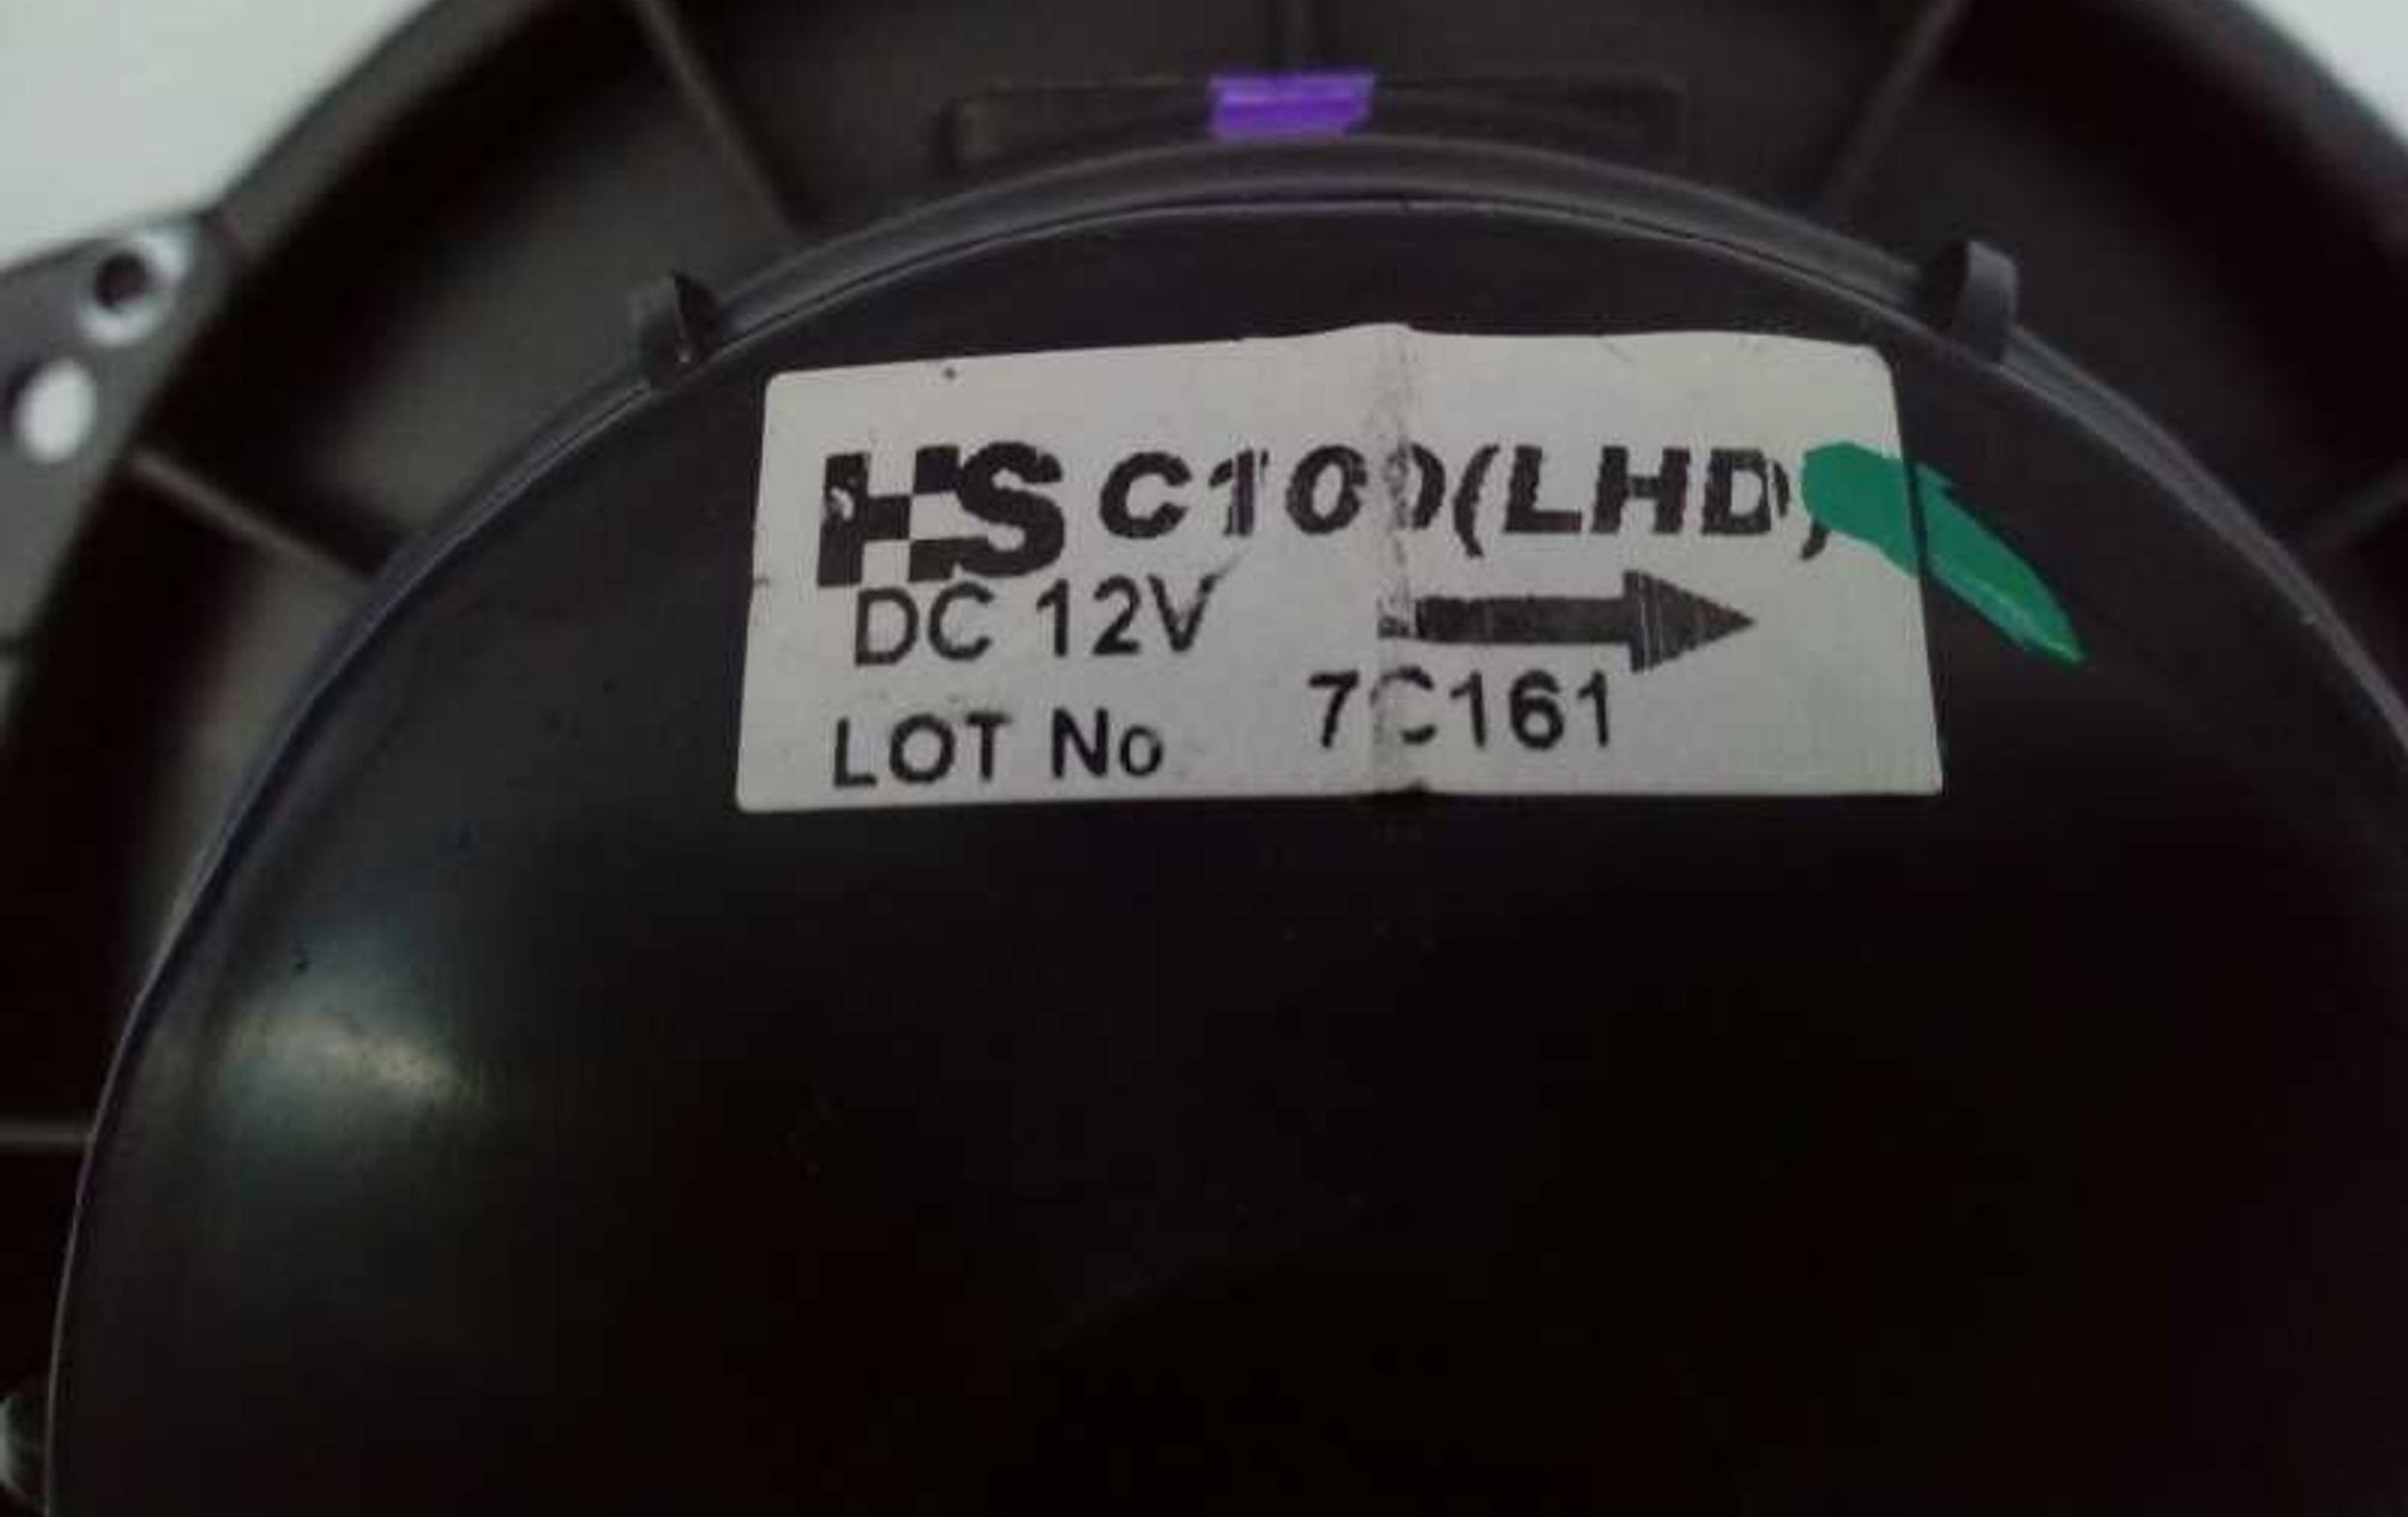 HS C100(LHD)
DC 12V
LOT No 7C161